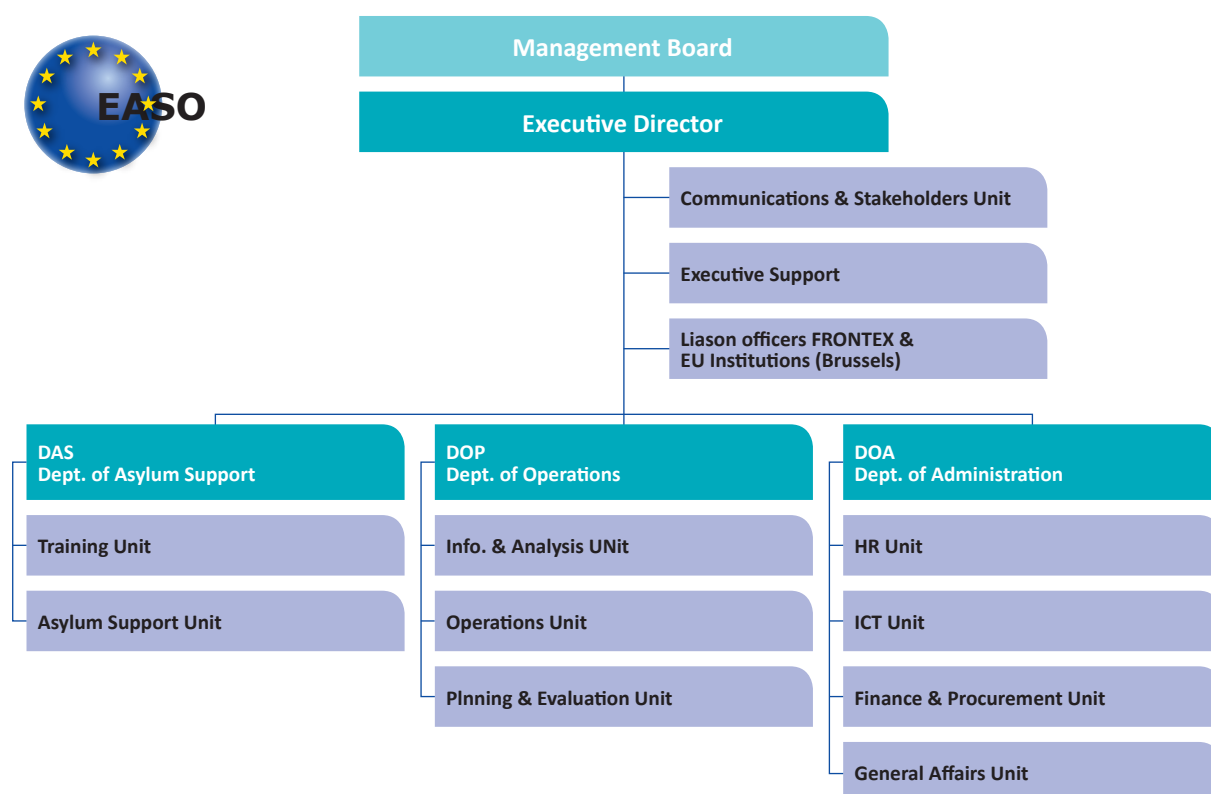 EASO
Management Board
Executive Director
Communications & Stakeholders Unit
Executive Support
Liason officers FRONTEX &
EU Institutions (Brussels)
DAS
Dept. of Asylum Support
Training Unit
Asylum Support Unit
DOP
Dept. of Operations
Info. & Analysis UNit
Operations Unit
Plnning & Evaluation Unit
DOA
Dept. of Administration
HR Unit
ICT Unit
Finance & Procurement Unit
General Affairs Unit